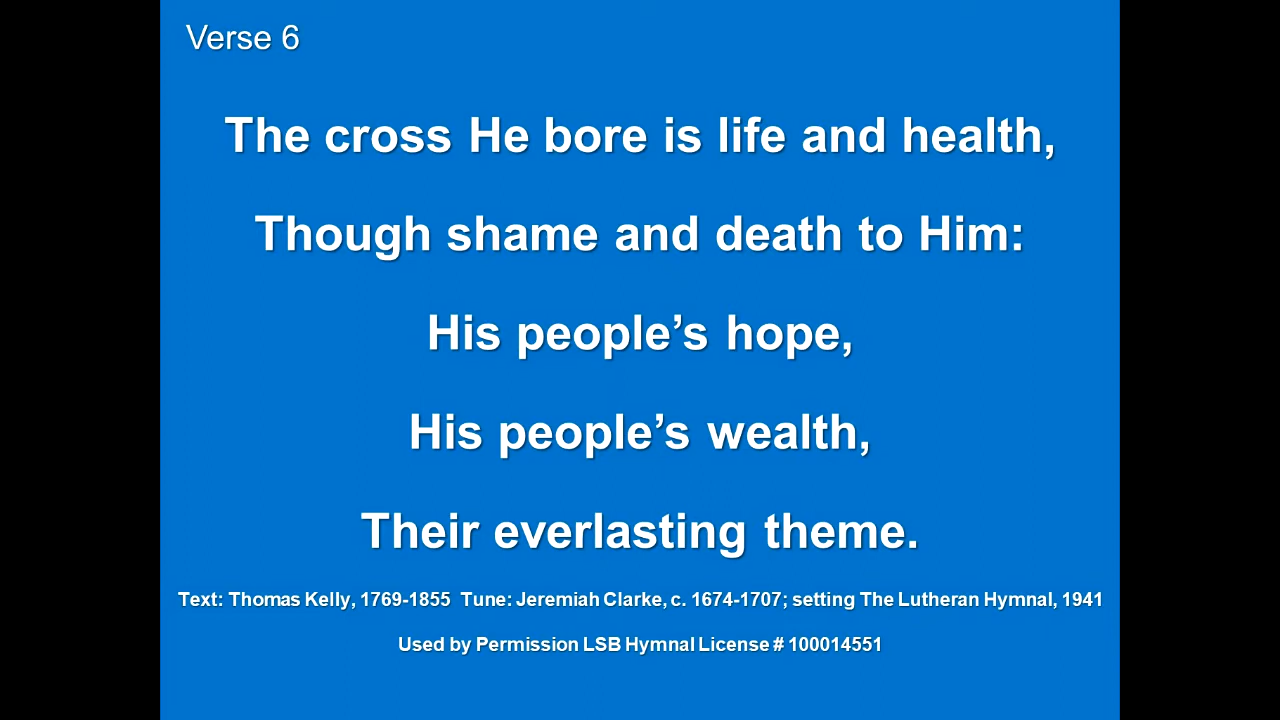 Verse 6
The cross He bore is life and health,
Though shame and death to Him:
His people’s hope,
His people’s wealth,
Their everlasting theme.
Text: Thomas Kelly, 1769-1855  Tune: Jeremiah Clarke, c. 1674-1707; setting The Lutheran Hymnal, 1941
Used by Permission LSB Hymnal License # 100014551